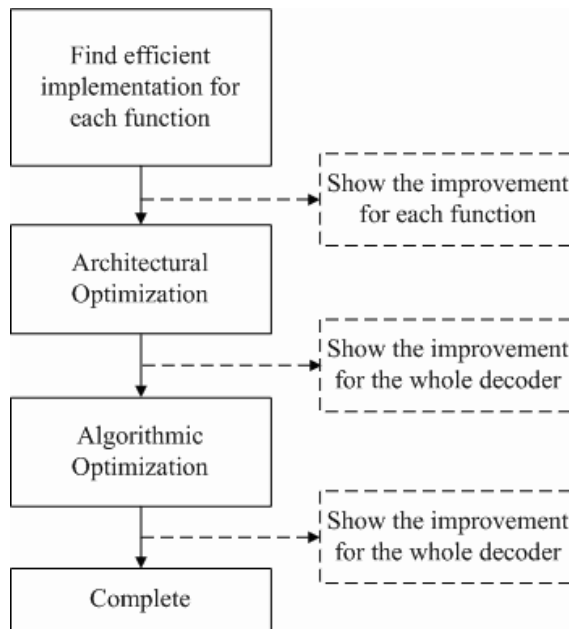 Find efficient
implementation for
each function
Show the improvement
for each function
Architectural
Optimization
Show the improvement
for the whole decoder
Algorithmic
Optimization
Show the improvement
for the whole decoder
Complete